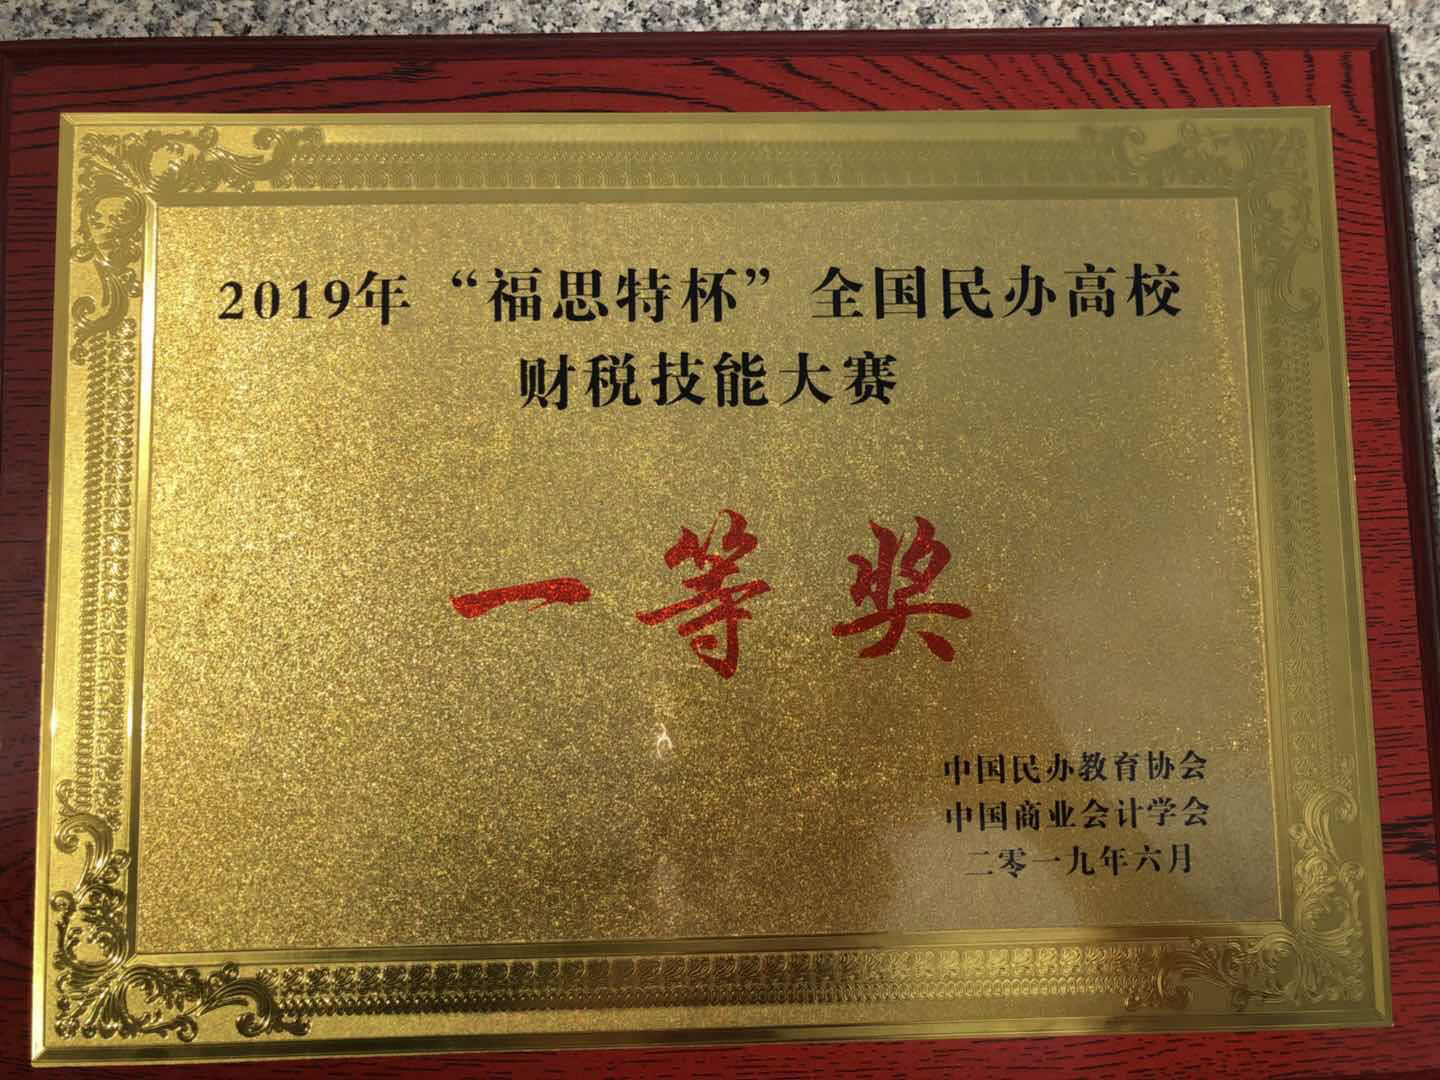 2019年“福思特杯”全国民办高校
财税技能大赛
一等奖
中国民办教育协会
中国商业会计学会
二零一九年六月